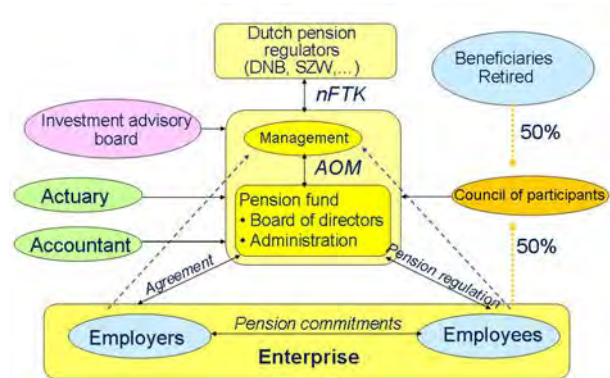 Dutch pension
regulators
(DNB, SZW,...)
Beneficiaries
Retired
nFTK
Investment advisory
board
Management
50%
AOM
Actuary
Pension fund
• Board of directors
• Administration
Council of participants
Accountant
50%
Agreement
Pension regulation
Employers
Pension commitments
Employees
Enterprise